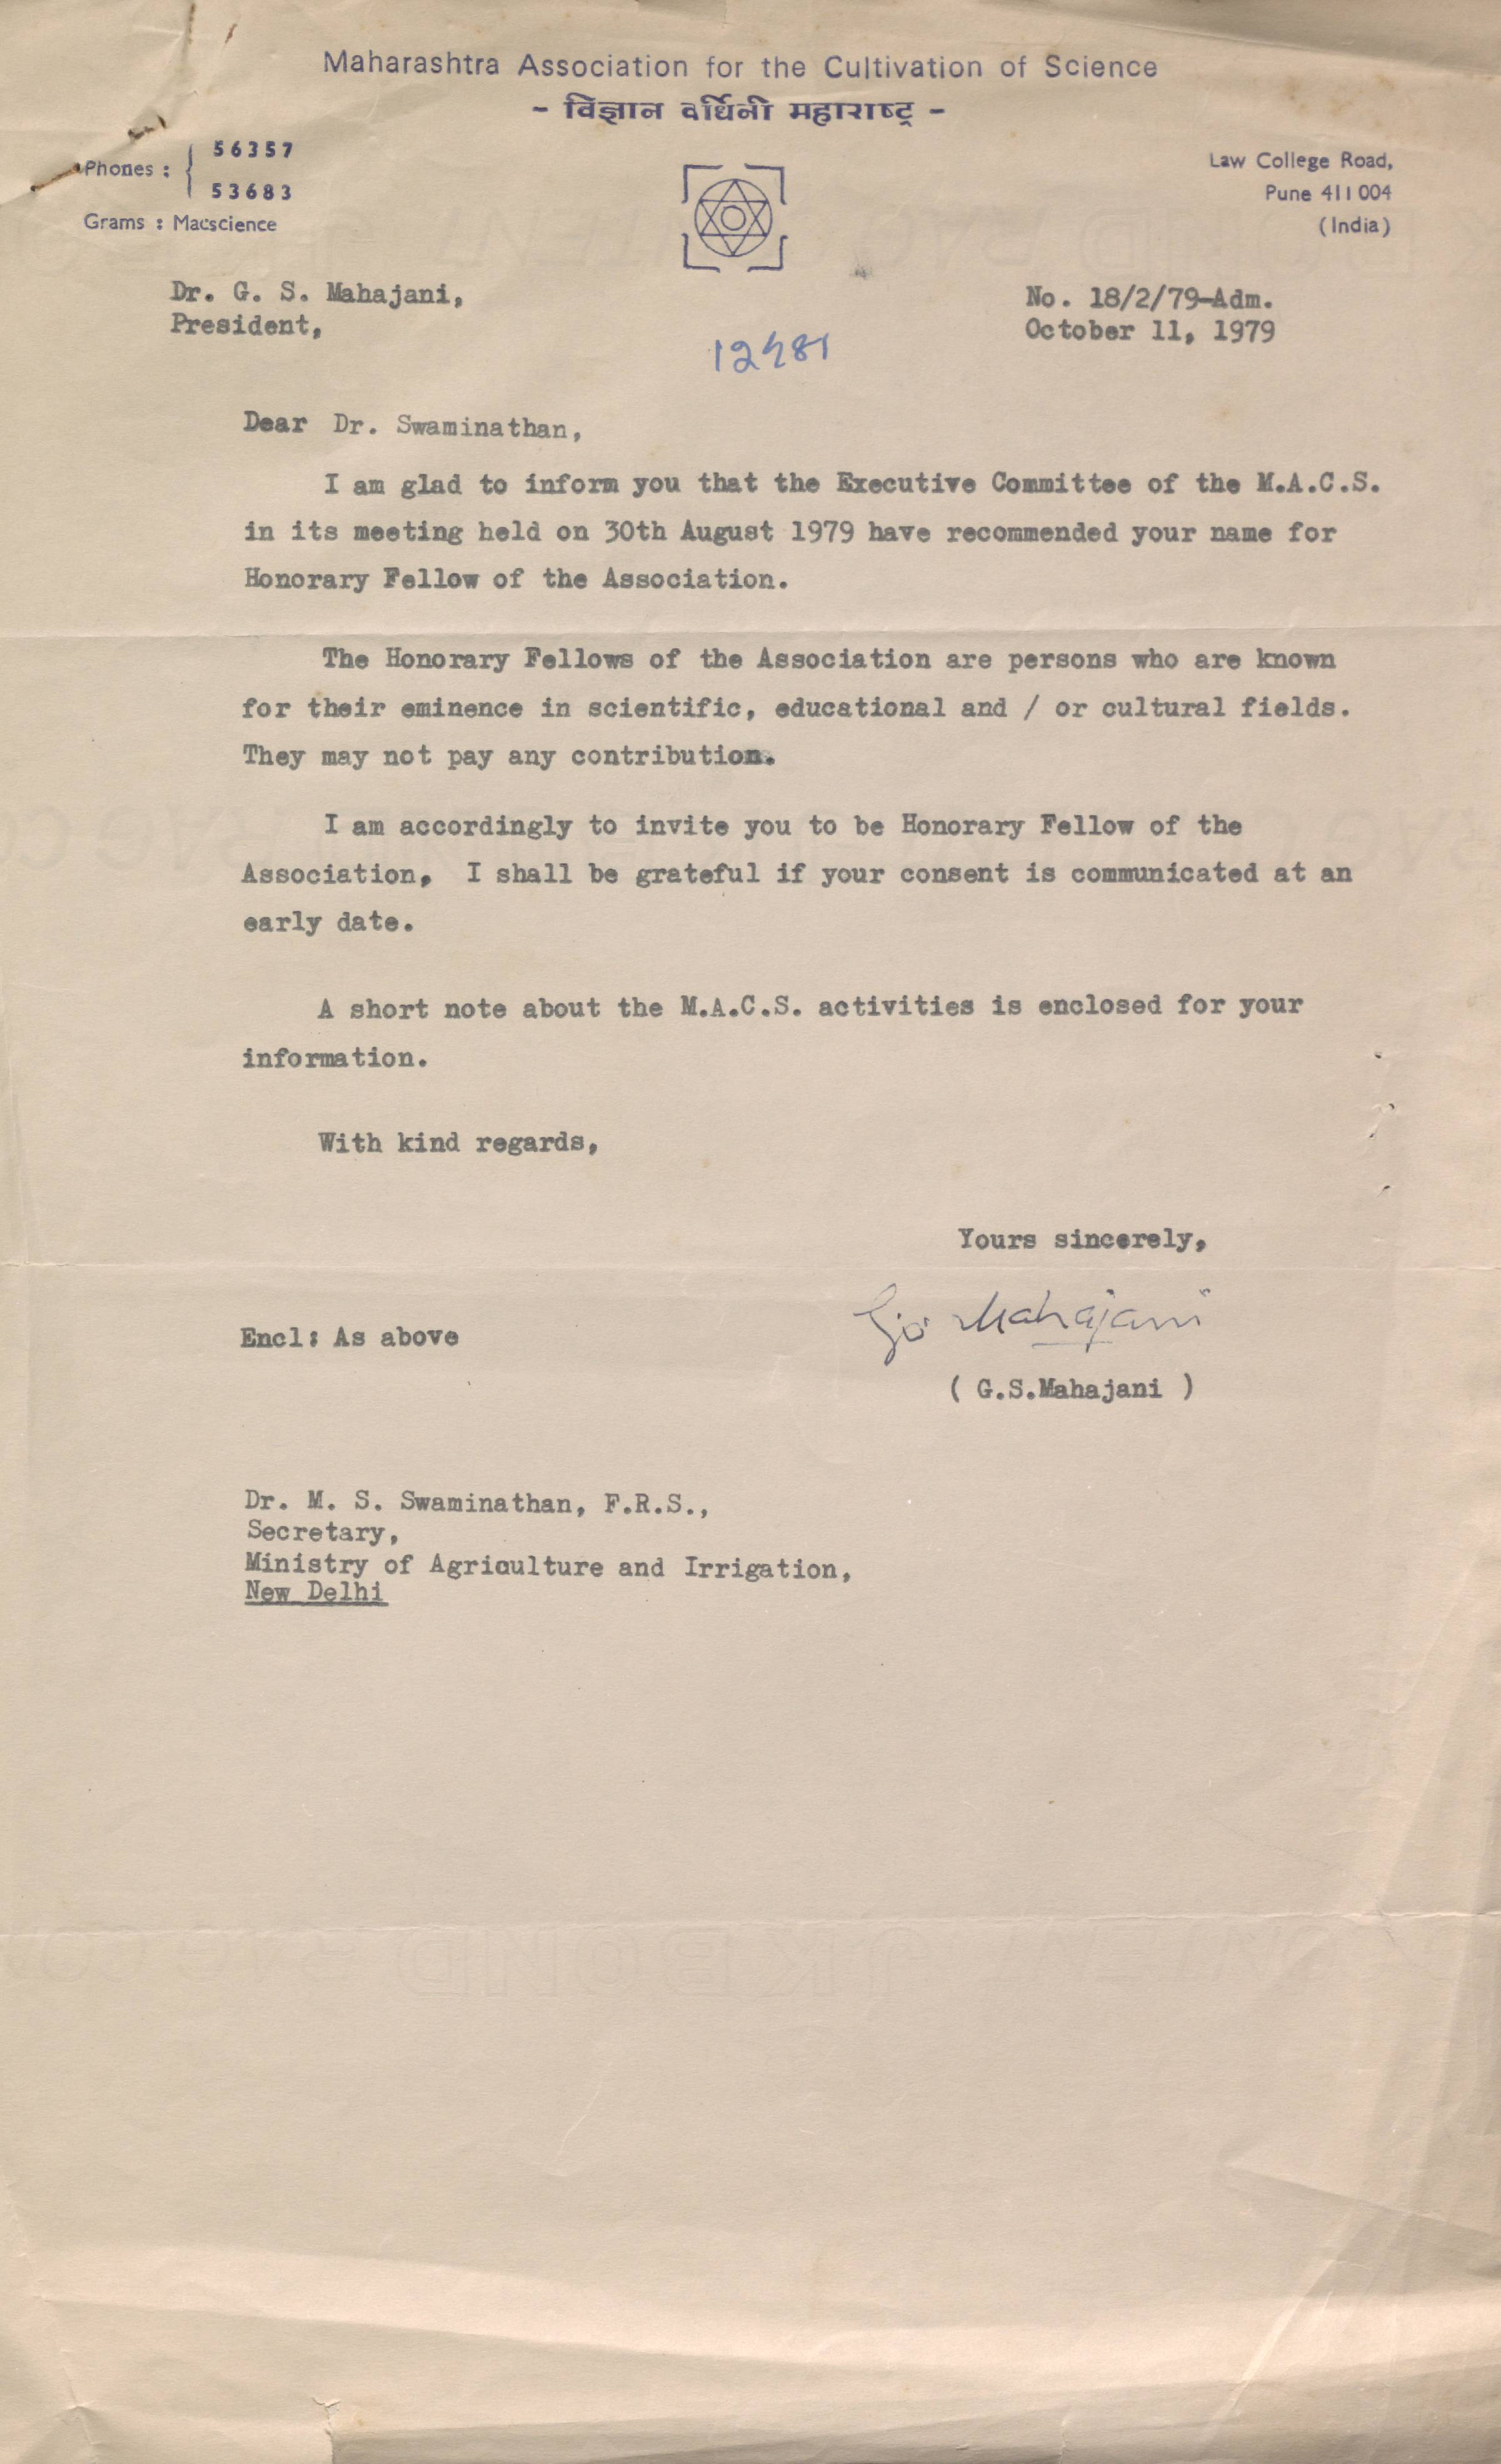 Maharashtra Association for the Cultivation of Science
- विज्ञान वर्धिनी महाराष्ट्र -
Phones : 56357
53683
Grams : Macscience
Law College Road,
Pune 411 004
(India)
Dr. G. S. Mahajani,
President,
No. 18/2/79-Adm.
October 11, 1979
Dear Dr. Swaminathan,
I am glad to inform you that the Executive Committee of the M.A.C.S.
in its meeting held on 30th August 1979 have recommended your name for
Honorary Fellow of the Association.
The Honorary Fellows of the Association are persons who are known
for their eminence in scientific, educational and / or cultural fields.
They may not pay any contribution.
I am accordingly to invite you to be Honorary Fellow of the
Association, I shall be grateful if your consent is communicated at an
early date.
A short note about the M.A.C.S. activities is enclosed for your
information.
With kind regards,
Yours sincerely,
Mahajani
Encl: As above
( G.S.Mahajani )
Dr. M. S. Swaminathan, F.R.S.,
Secretary,
Ministry of Agriculture and Irrigation,
New Delhi